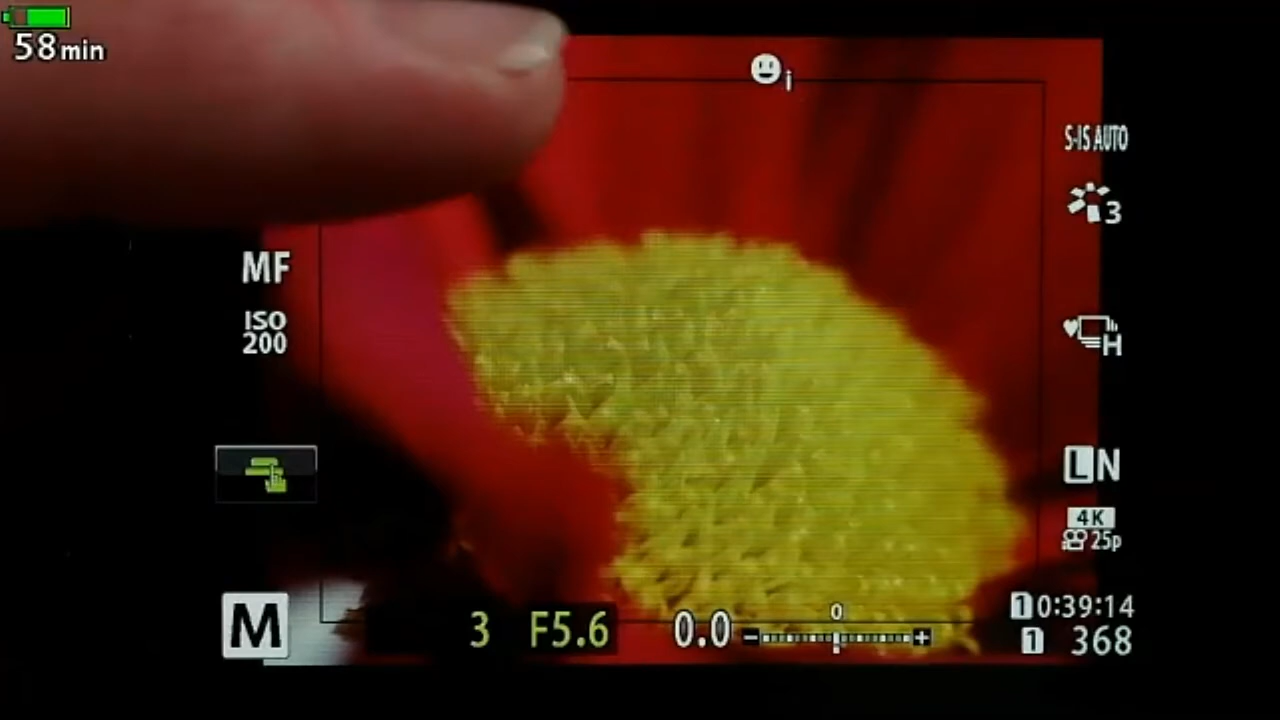 58min
i
S-IS AUTO
3
MF
ISO
200
H
LN
4K
25p
M
3 F5.6 0.0
0
1 0:39:14
1 368